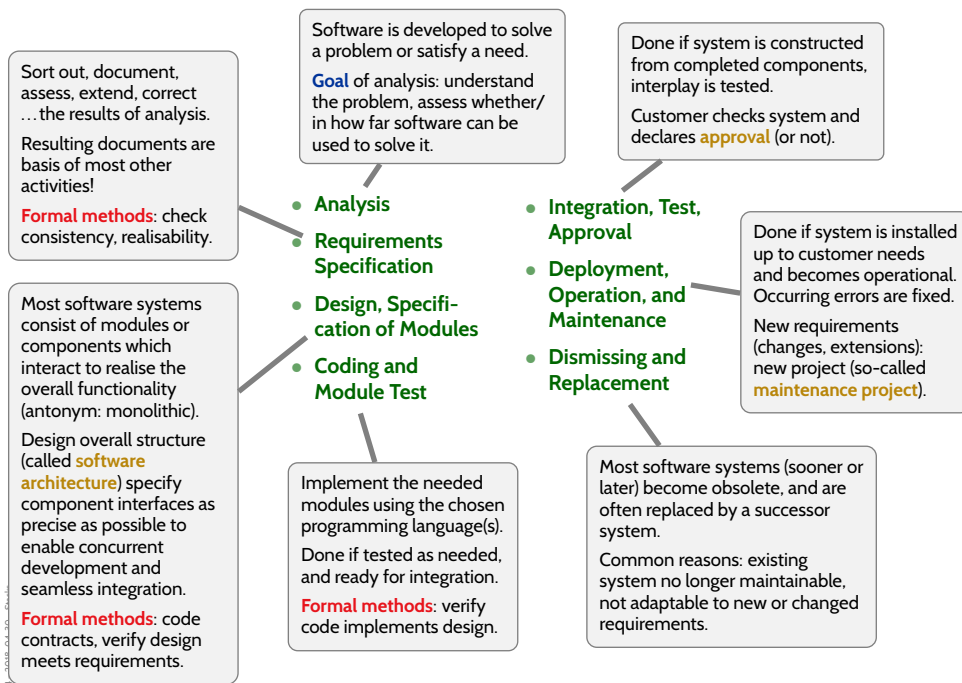 Software is developed to solve
a problem or satisfy a need.
Goal of analysis: understand
the problem, assess whether/
in how far software can be
used to solve it.
Done if system is constructed
from completed components,
interplay is tested.
Customer checks system and
declares approval (or not).
Sort out, document,
assess, extend, correct
…the results of analysis.
Resulting documents are
basis of most other
activities!
Formal methods: check
consistency, realisability.
• Analysis
• Requirements
Specification
• Design, Specifi-
cation of Modules
• Coding and
Module Test
• Integration, Test,
Approval
• Deployment,
Operation, and
Maintenance
• Dismissing and
Replacement
Done if system is installed
up to customer needs
and becomes operational.
Occurring errors are fixed.
New requirements
(changes, extensions):
new project (so-called
maintenance project).
Most software systems
consist of modules or
components which
interact to realise the
overall functionality
(antonym: monolithic).
Design overall structure
(called software
architecture) specify
component interfaces as
precise as possible to
enable concurrent
development and
seamless integration.
Formal methods: code
contracts, verify design
meets requirements.
Implement the needed
modules using the chosen
programming language(s).
Done if tested as needed,
and ready for integration.
Formal methods: verify
code implements design.
Most software systems (sooner or
later) become obsolete, and are
often replaced by a successor
system.
Common reasons: existing
system no longer maintainable,
not adaptable to new or changed
requirements.